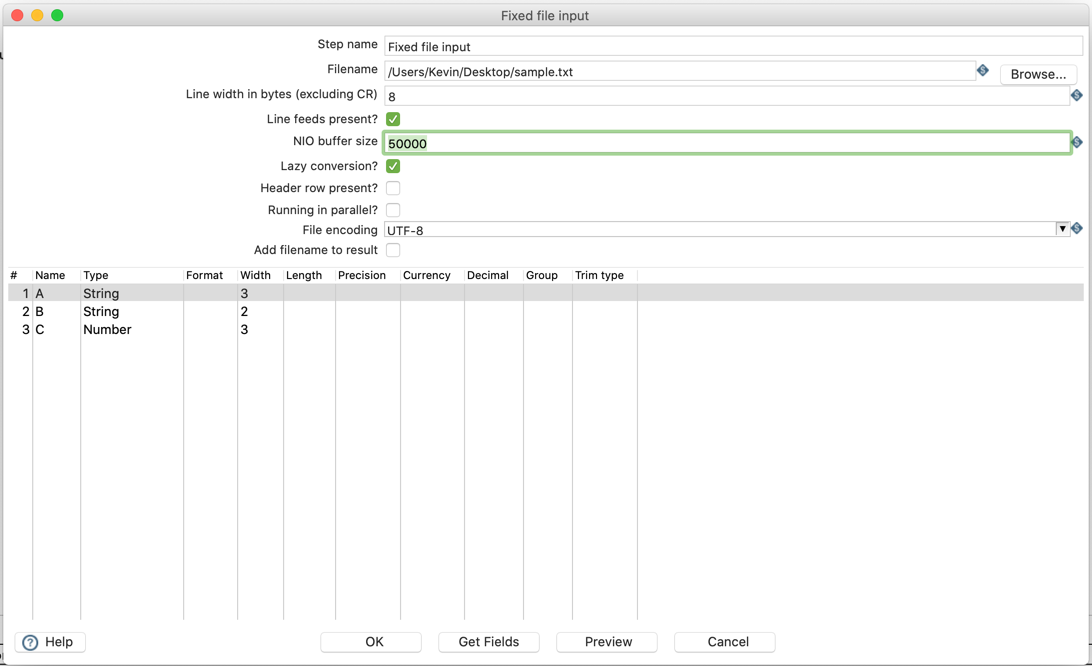 Fixed file input
Step name Fixed file input
Filename /Users/Kevin/Desktop/sample.txt Browse...
Line width in bytes (excluding CR) 8
Line feeds present?
NIO buffer size 50000
Lazy conversion?
Header row present?
Running in parallel?
File encoding UTF-8
Add filename to result
# Name Type Format Width Length Precision Currency Decimal Group Trim type
1 A String 3
2 B String 2
3 C Number 3
? Help OK Get Fields Preview Cancel